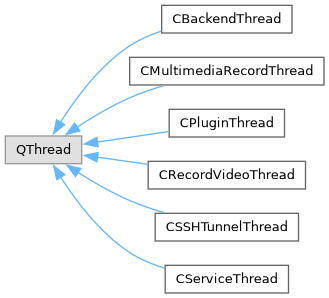 CBackendThread
CMultimediaRecordThread
CPluginThread
QThread
CRecordVideoThread
CSSHTunnelThread
CServiceThread